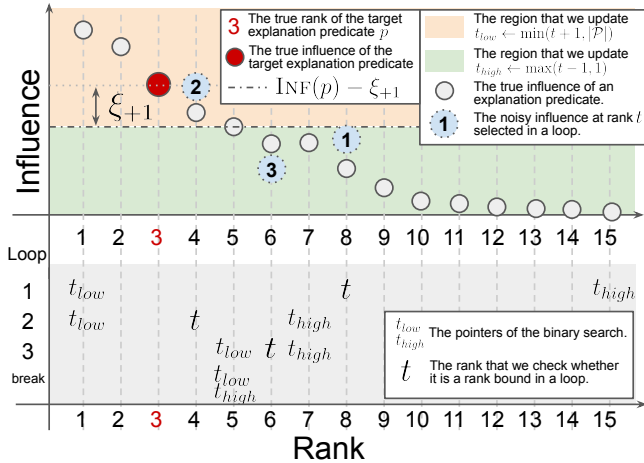 Influence
ξ+1
3 The true rank of the target
explanation predicate p
The true influence of the
target explanation predicate
INF(p) − ξ+1
The region that we update
t_low ← min(t + 1, |P|)
The region that we update
t_high ← max(t − 1, 1)
The true influence of an
explanation predicate.
1 The noisy influence at rank t
selected in a loop.
2
1
3
1 2 3 4 5 6 7 8 9 10 11 12 13 14 15
Loop
1 t_low t t_high
2 t_low t t_high
3 t_low t t_high
break t_low
t_high
t_low
t_high The pointers of the binary search.
t The rank that we check whether
it is a rank bound in a loop.
1 2 3 4 5 6 7 8 9 10 11 12 13 14 15
Rank